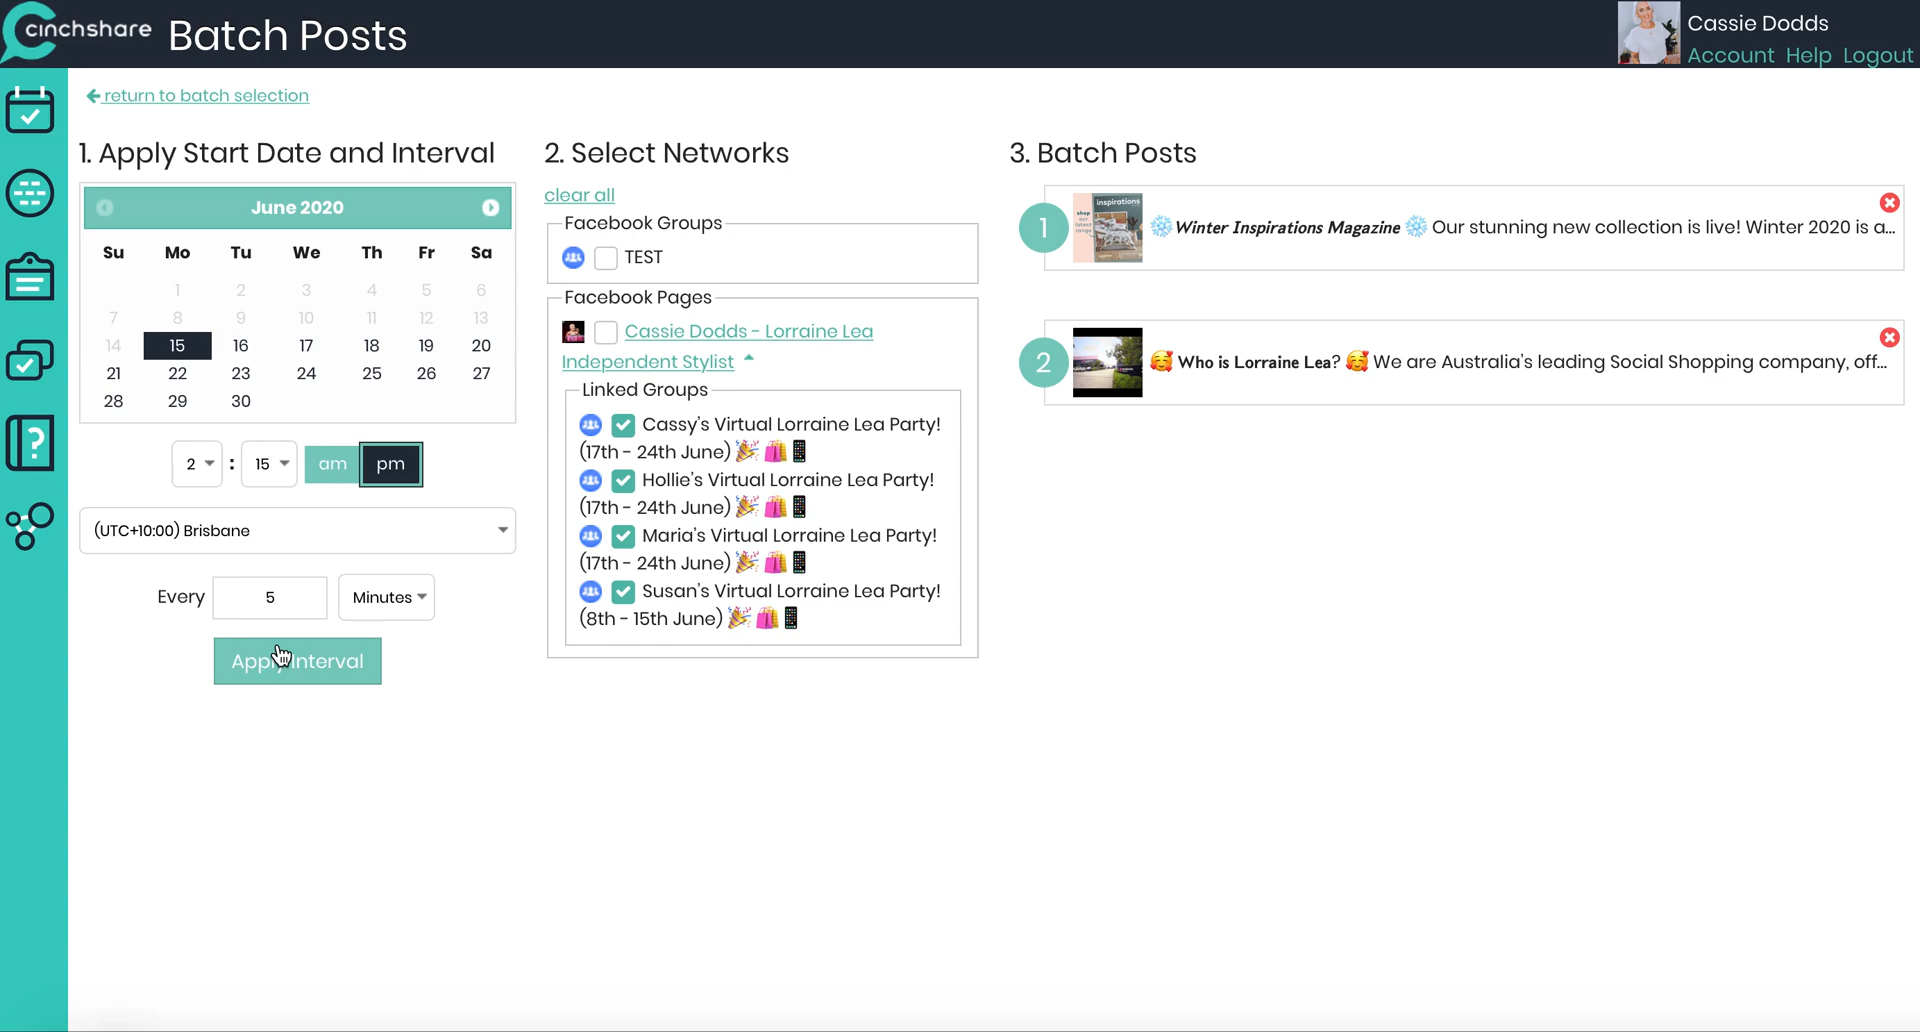 cinchshare
Batch Posts
Cassie Dodds
Account Help Logout
return to batch selection
1. Apply Start Date and Interval
June 2020
Su Mo Tu We Th Fr Sa
1 2 3 4 5 6
7 8 9 10 11 12 13
14 15 16 17 18 19 20
21 22 23 24 25 26 27
28 29 30
2 : 15 am pm
(UTC+10:00) Brisbane
Every 5 Minutes
Apply Interval
2. Select Networks
clear all
Facebook Groups
TEST
Facebook Pages
Cassie Dodds - Lorraine Lea
Independent Stylist
Linked Groups
Cassy's Virtual Lorraine Lea Party!
(17th - 24th June) 🎉🛍️📱
Hollie's Virtual Lorraine Lea Party!
(17th - 24th June) 🎉🛍️📱
Maria's Virtual Lorraine Lea Party!
(17th - 24th June) 🎉🛍️📱
Susan's Virtual Lorraine Lea Party!
(8th - 15th June) 🎉🛍️📱
3. Batch Posts
1
inspirations
shop
our
latest
range
❄️Winter Inspirations Magazine ❄️ Our stunning new collection is live! Winter 2020 is a...
2
🥰 Who is Lorraine Lea? 🥰 We are Australia's leading Social Shopping company, off...